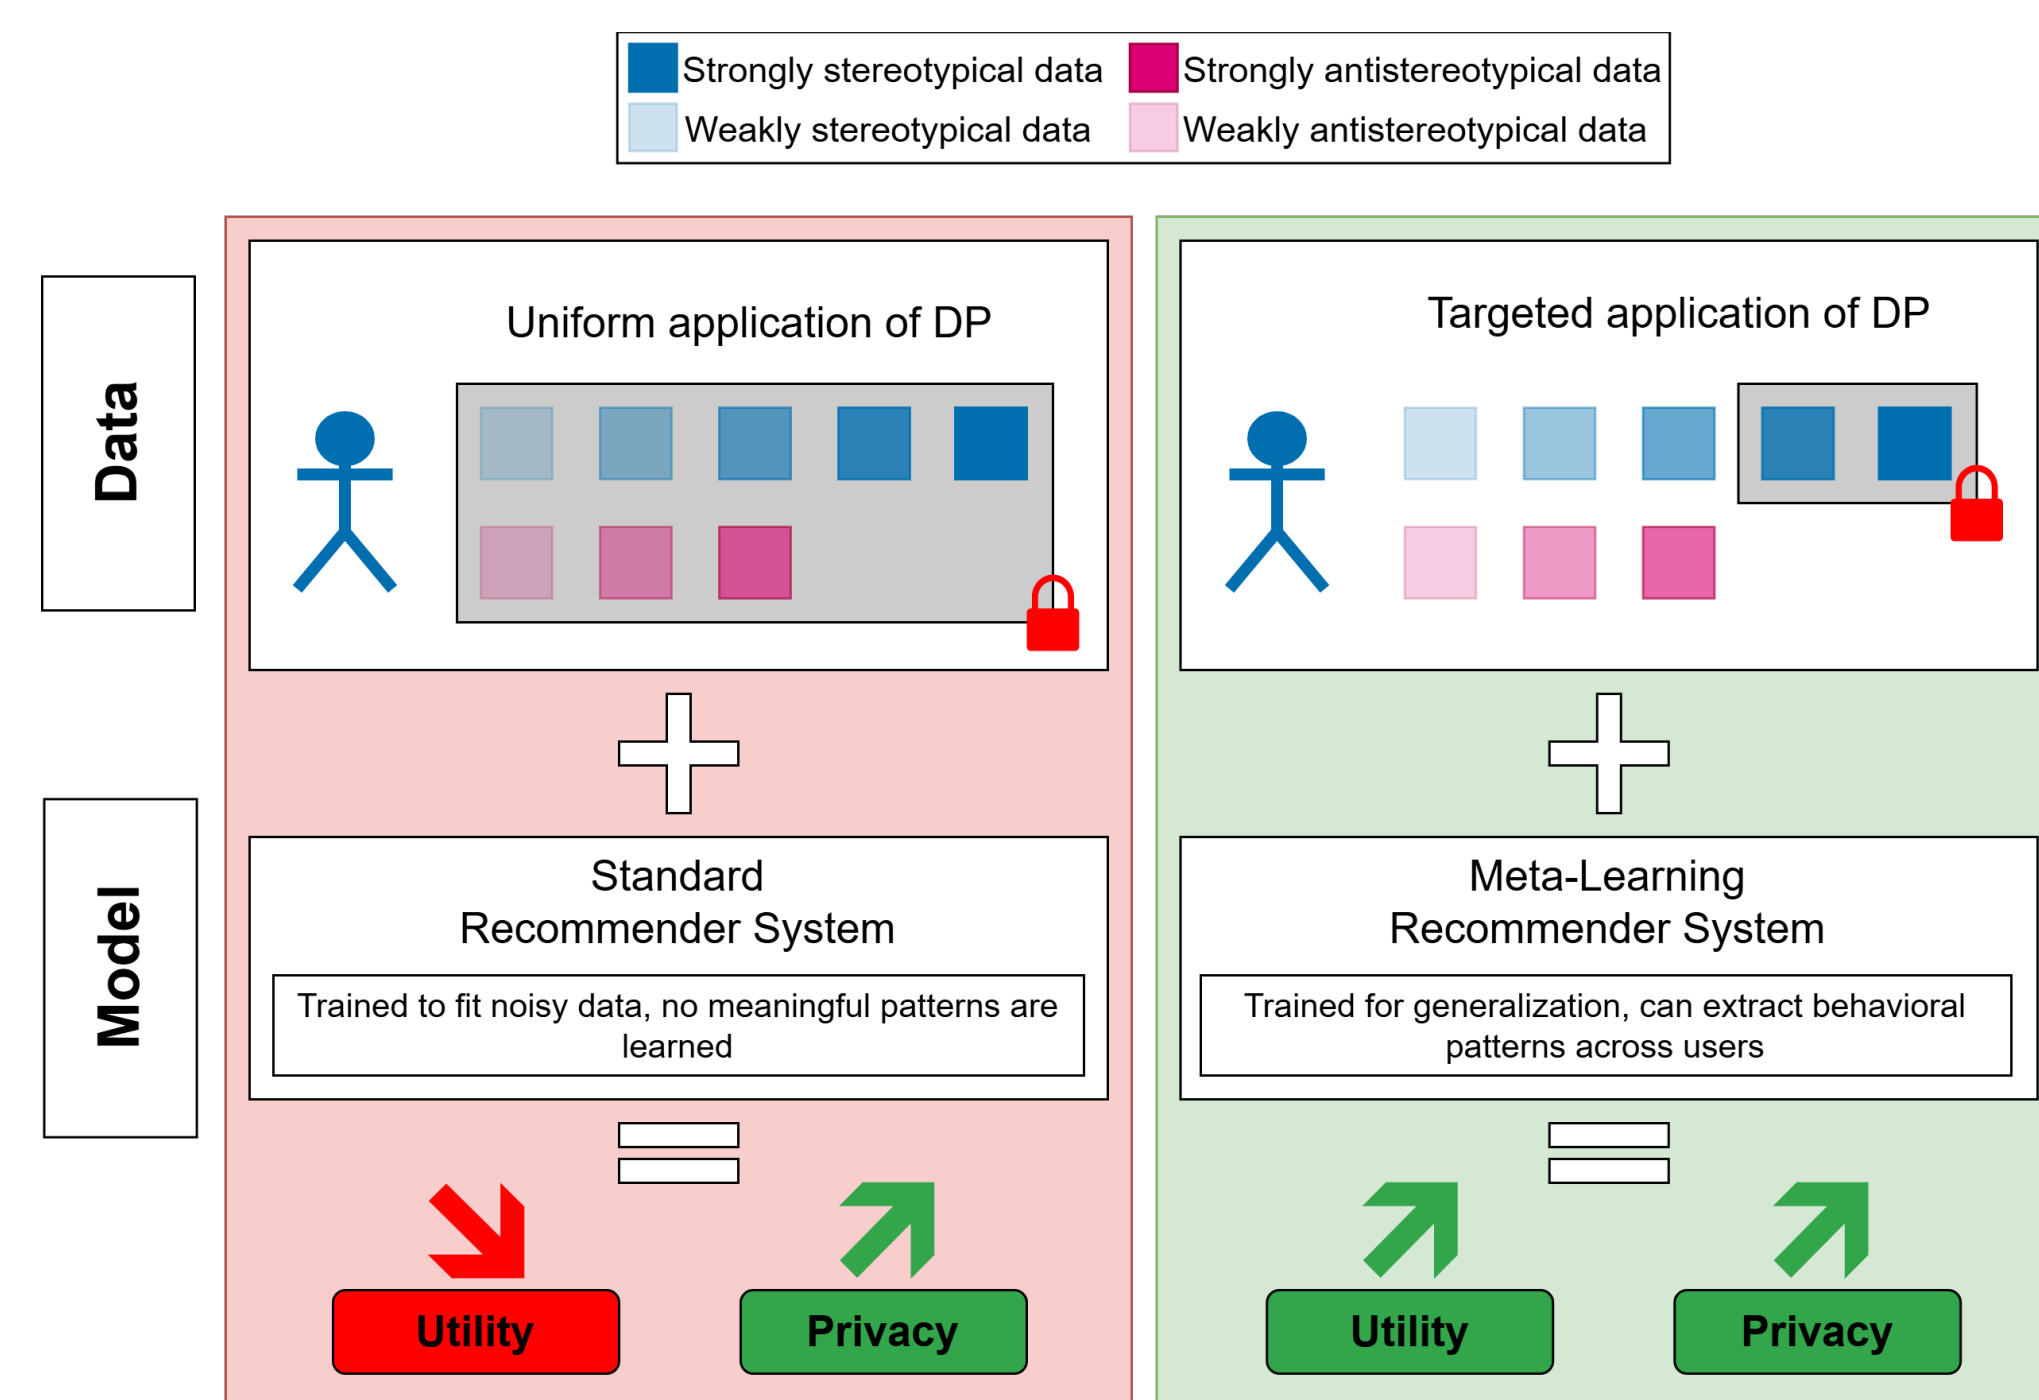 Strongly stereotypical data
Strongly antistereotypical data
Weakly stereotypical data
Weakly antistereotypical data
Data
Uniform application of DP
Targeted application of DP
Model
Standard
Recommender System
Trained to fit noisy data, no meaningful patterns are
learned
Meta-Learning
Recommender System
Trained for generalization, can extract behavioral
patterns across users
Utility
Privacy
Utility
Privacy